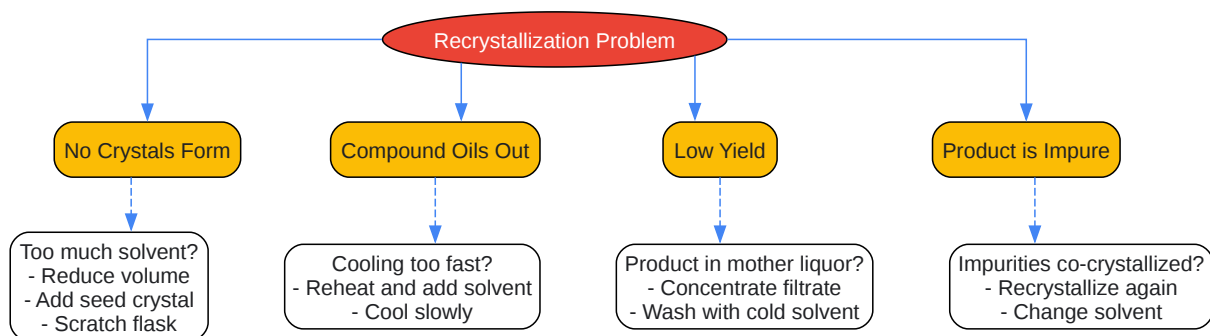 Recrystallization Problem
No Crystals Form
Compound Oils Out
Low Yield
Product is Impure
Too much solvent?
- Reduce volume
- Add seed crystal
- Scratch flask
Cooling too fast?
- Reheat and add solvent
- Cool slowly
Product in mother liquor?
- Concentrate filtrate
- Wash with cold solvent
Impurities co-crystallized?
- Recrystallize again
- Change solvent